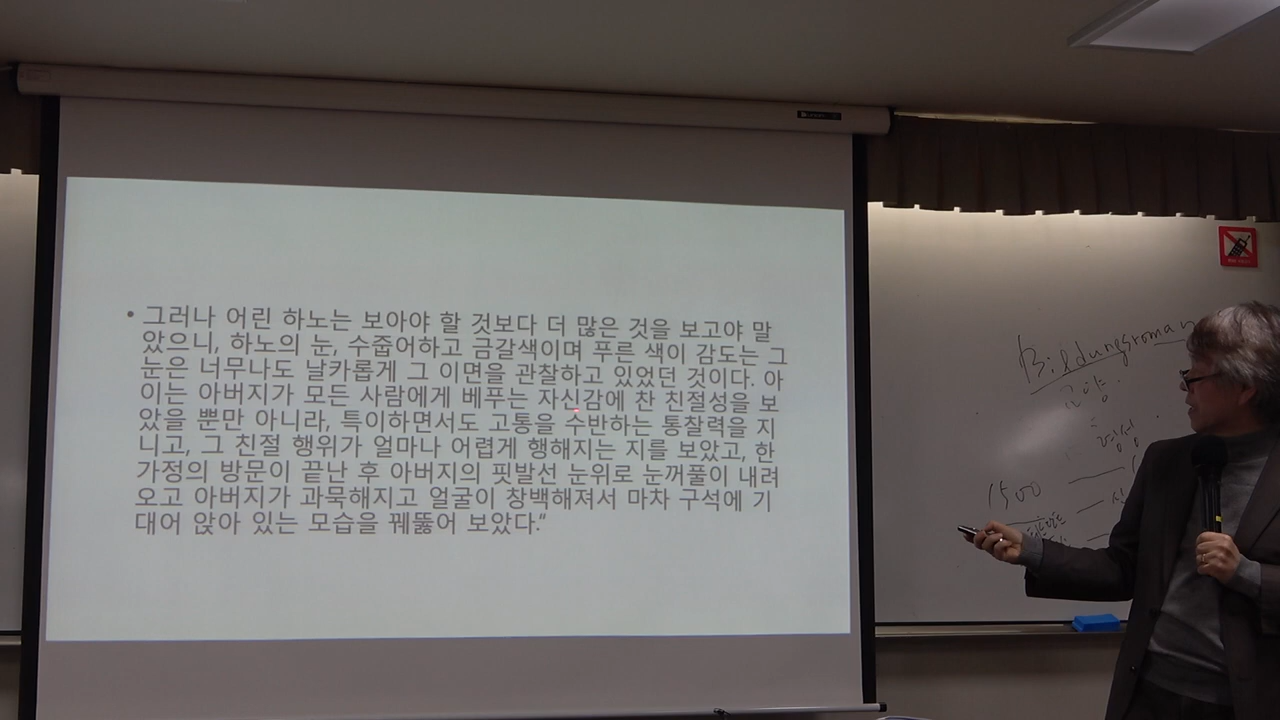 • 그러나 어린 하노는 보아야 할 것보다 더 많은 것을 보고야 말
았으니, 하노의 눈, 수줍어하고 금갈색이며 푸른 색이 감도는 그
눈은 너무나도 날카롭게 그 이면을 관찰하고 있었던 것이다. 아
이는 아버지가 모든 사람에게 베푸는 자신감에 찬 친절성을 보
았을 뿐만 아니라, 특이하면서도 고통을 수반하는 통찰력을 지
니고, 그 친절 행위가 얼마나 어렵게 행해지는 지를 보았고, 한
가정의 방문이 끝난 후 아버지의 핏발선 눈위로 눈꺼풀이 내려
오고 아버지가 과묵해지고 얼굴이 창백해져서 마차 구석에 기
대어 앉아 있는 모습을 꿰뚫어 보았다.“
Bildungsroman
교양
형성
1500